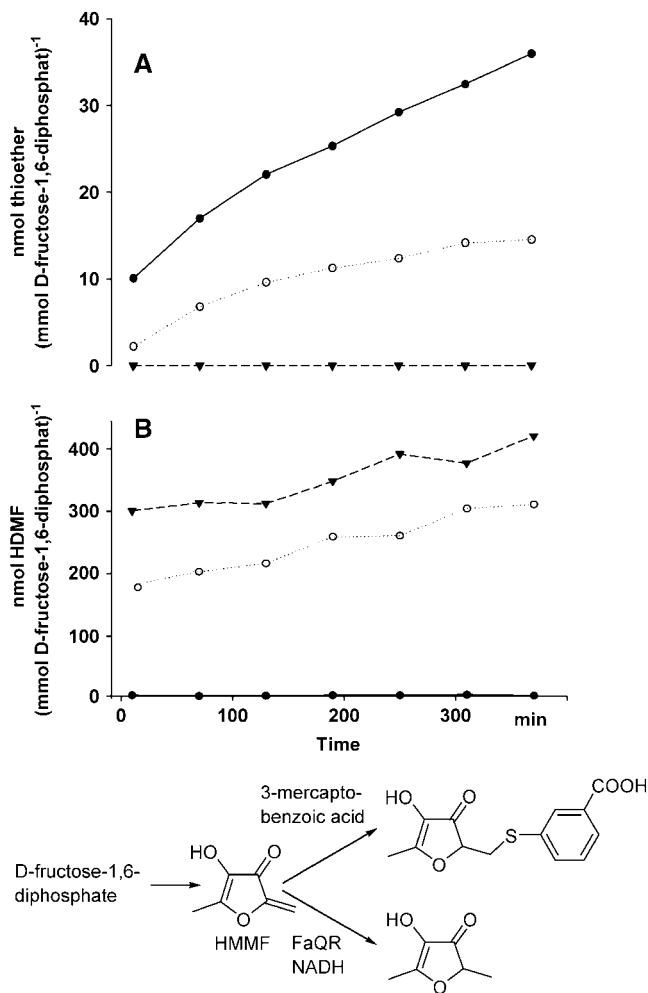 40
A
30
20
10
0
nmol thioether
(mmol D-fructose-1,6-diphosphat)⁻¹
B
400
300
200
100
0
nmol HDMF
(mmol D-fructose-1,6-diphosphat)⁻¹
0 100 200 300 min
Time
3-mercapto-
benzoic acid
HO O S COOH
O
D-fructose-1,6-
diphosphate
HO O
O
HMMF
FaQR
NADH
HO O
O